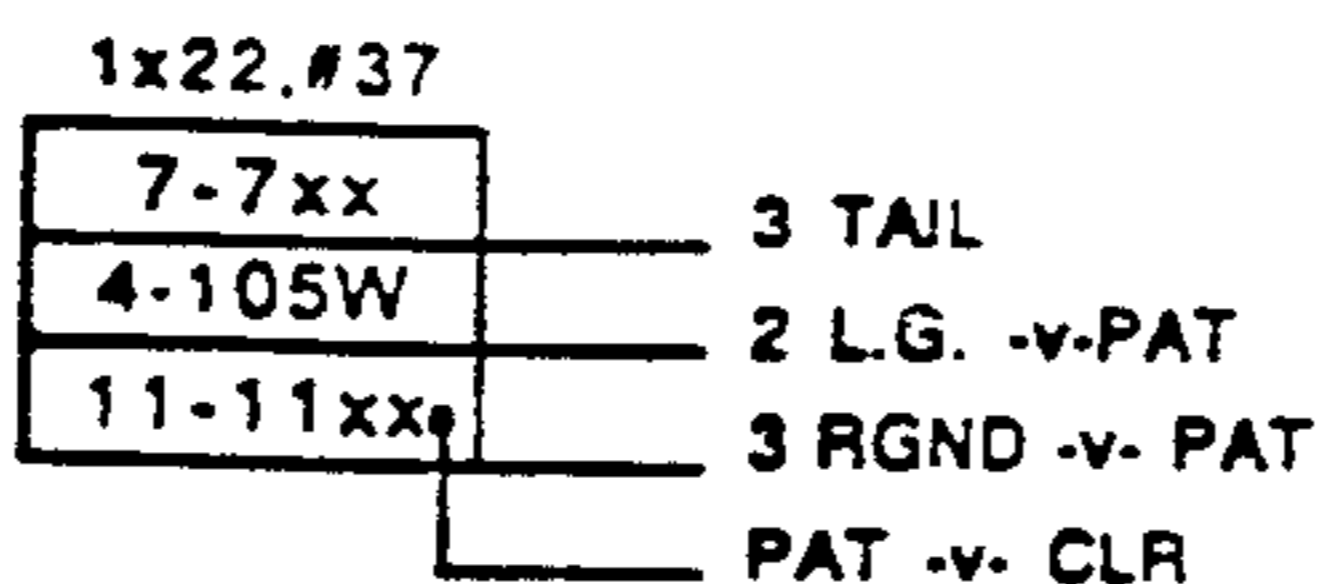 1x22.#37
7-7xx
3 TAIL
4-105W
2 L.G. -v-PAT
11-11xx
3 RGND -v- PAT
PAT -v- CLR